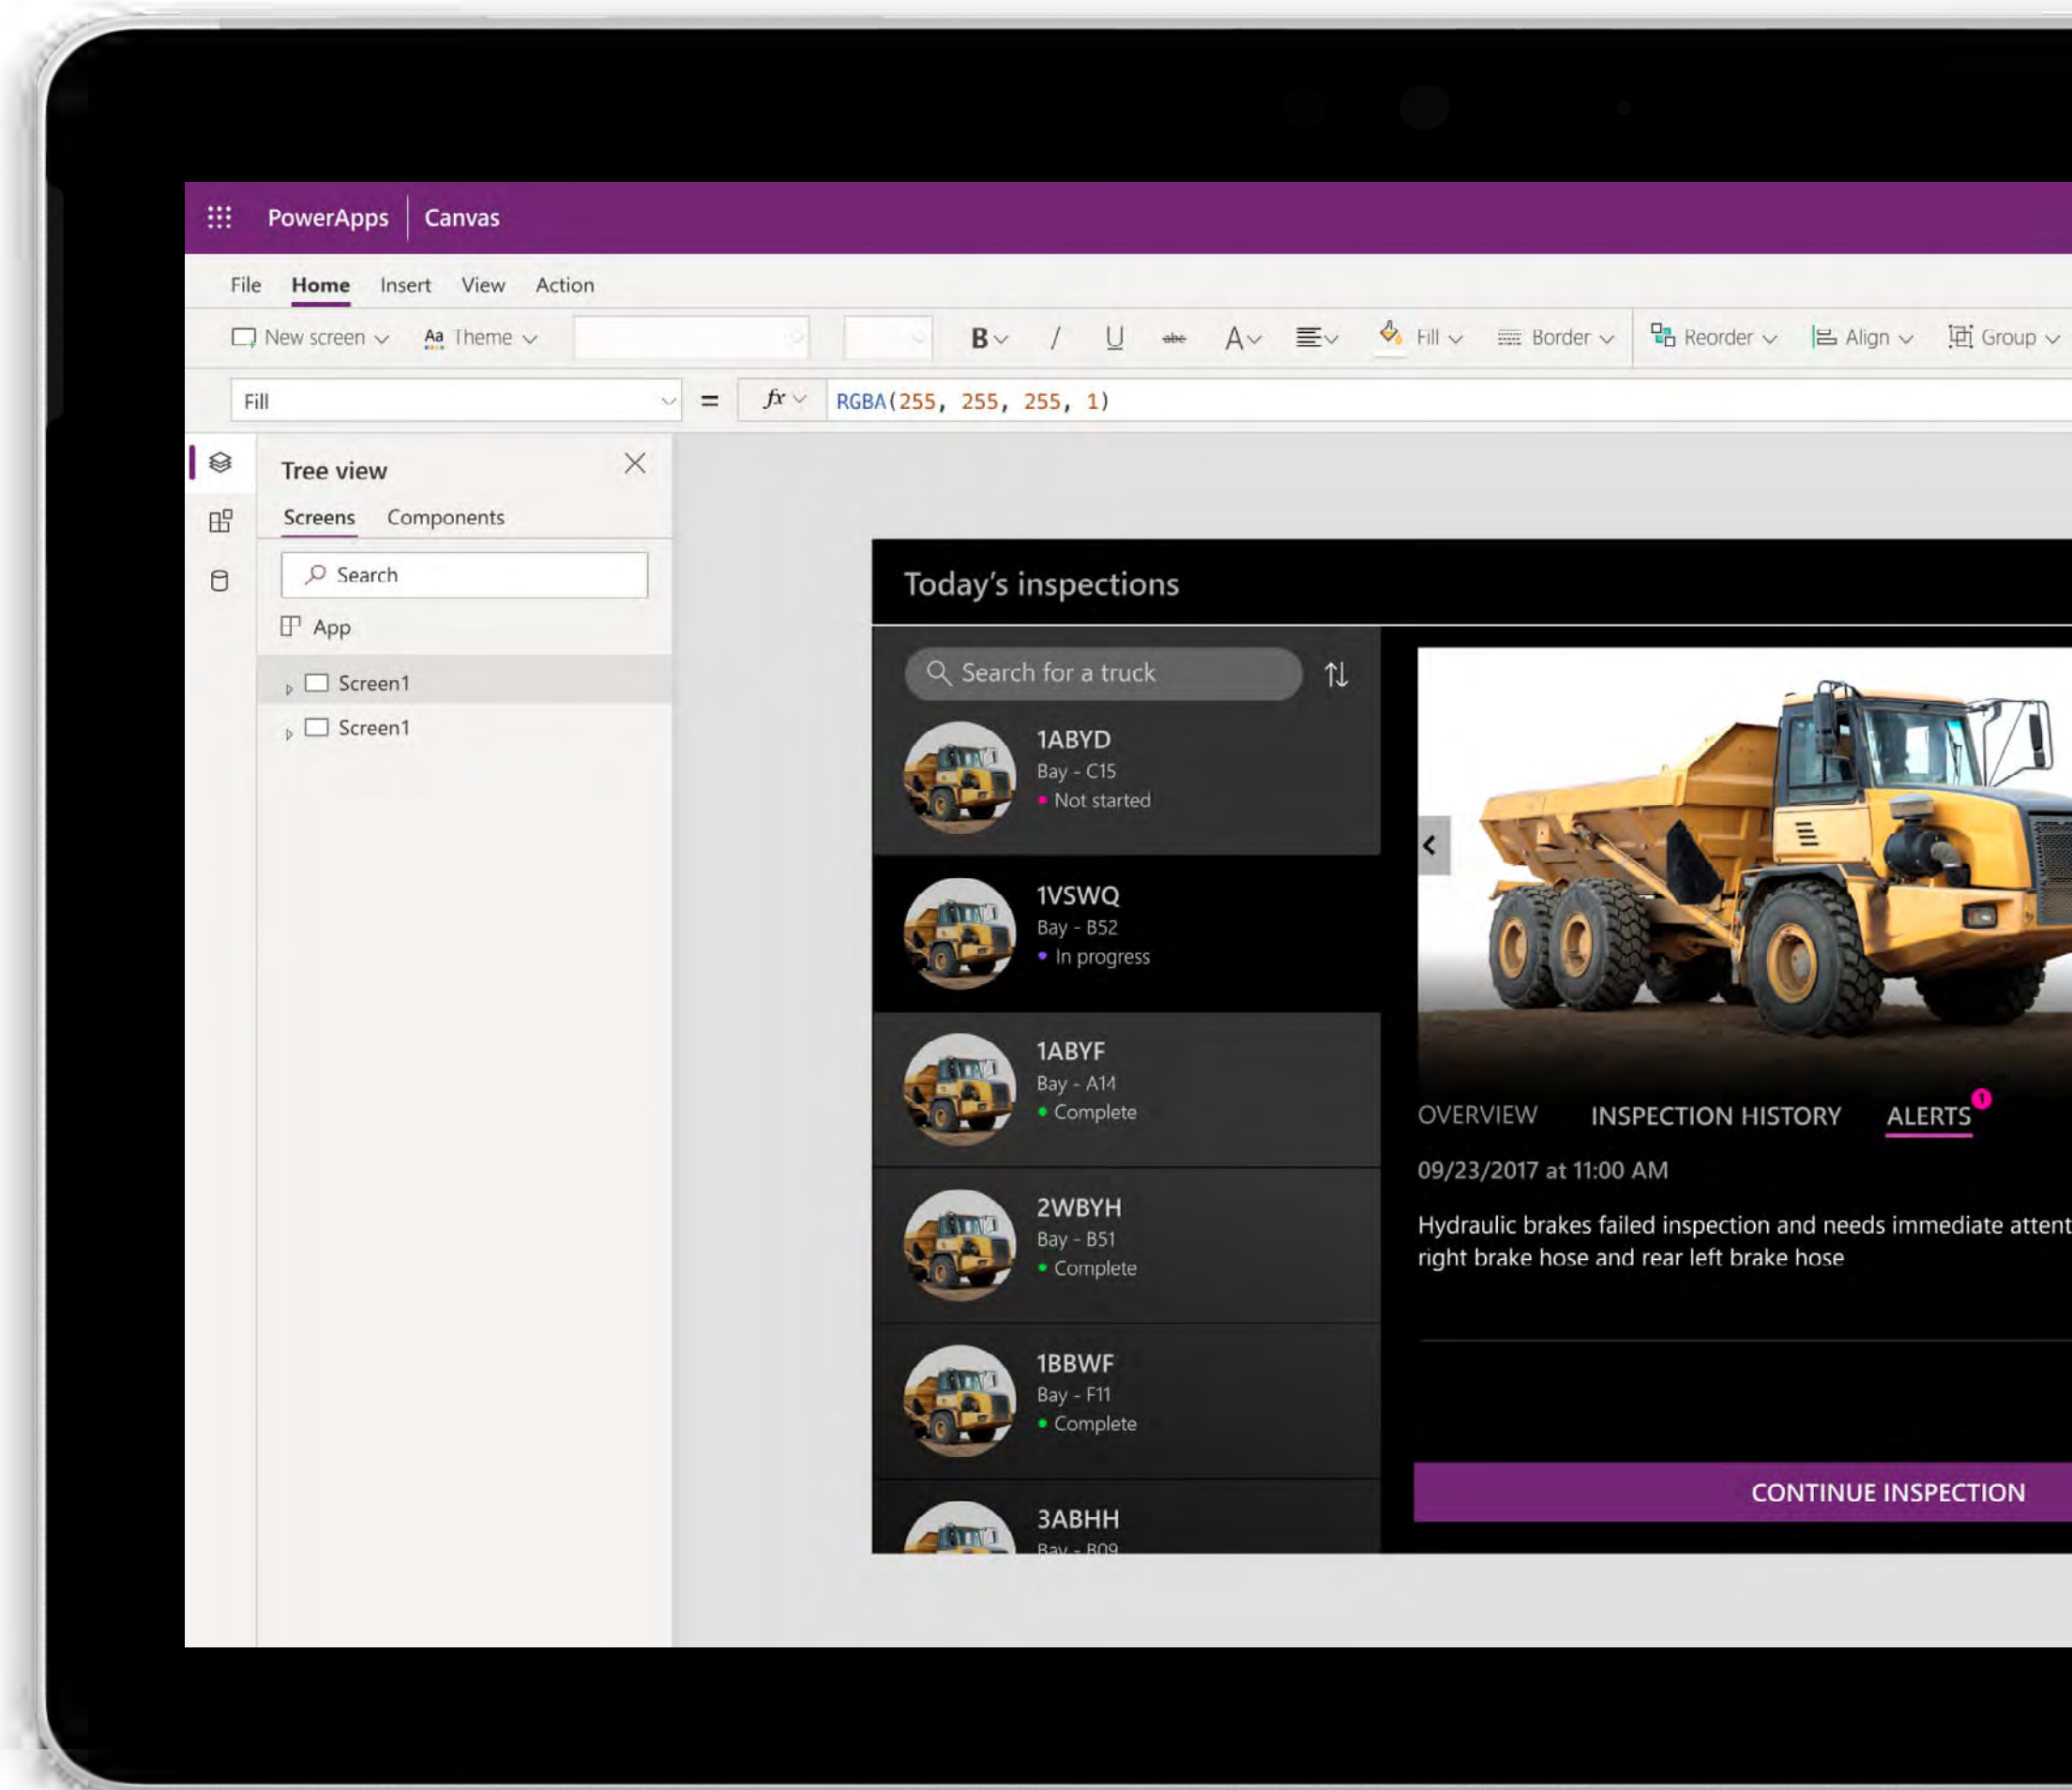 PowerApps Canvas
File Home Insert View Action
New screen Aa Theme B / U abc A Fill Border Reorder Align Group
Fill = fx RGBA(255, 255, 255, 1)
Tree view
Screens Components
Search
App
Screen1
Screen1
Today's inspections
Search for a truck
1ABYD
Bay - C15
Not started
1VSWQ
Bay - B52
In progress
1ABYF
Bay - A14
Complete
2WBYH
Bay - B51
Complete
1BBWF
Bay - F11
Complete
3ABHH
Bay - B09
OVERVIEW INSPECTION HISTORY ALERTS 1
09/23/2017 at 11:00 AM
Hydraulic brakes failed inspection and needs immediate attent
right brake hose and rear left brake hose
CONTINUE INSPECTION